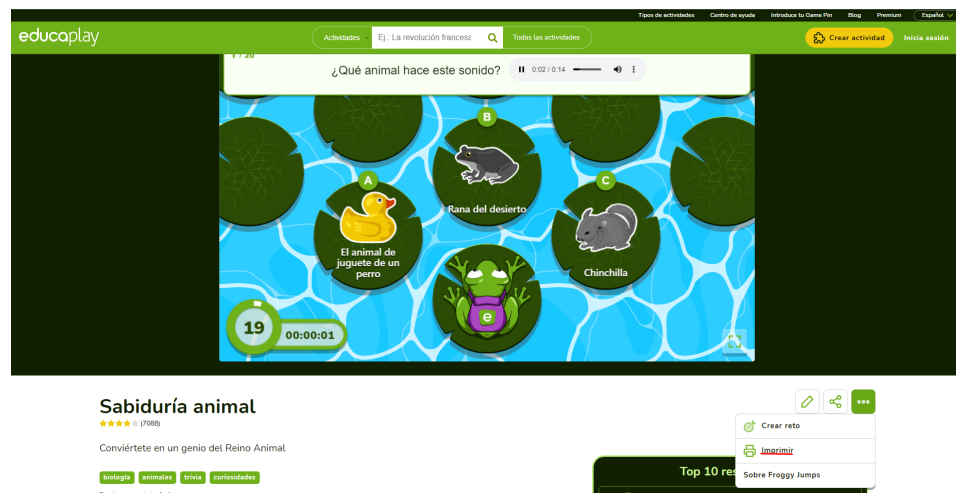 Tipos de actividades Centro de ayuda Introduce tu Game Pin Blog Premium Español
educaplay
Actividades Ej.: La revolución francesa Todas las actividades
Crear actividad Inicia sesión
1 / 20
¿Qué animal hace este sonido? 0:02 / 0:14
B
Rana del desierto
A
El animal de
juguete de un
perro
C
Chinchilla
e
19 00:00:01
Sabiduría animal
(7088)
Conviértete en un genio del Reino Animal
biología animales trivia curiosidades
Crear reto
Imprimir
Sobre Froggy Jumps
Top 10 res